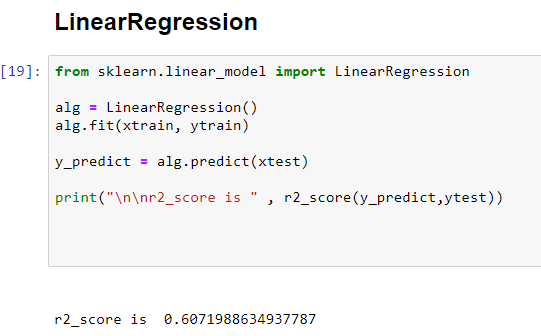 LinearRegression
[19]: from sklearn.linear_model import LinearRegression
alg = LinearRegression()
alg.fit(xtrain, ytrain)
y_predict = alg.predict(xtest)
print("\n\nr2_score is " , r2_score(y_predict,ytest))
r2_score is  0.6071988634937787